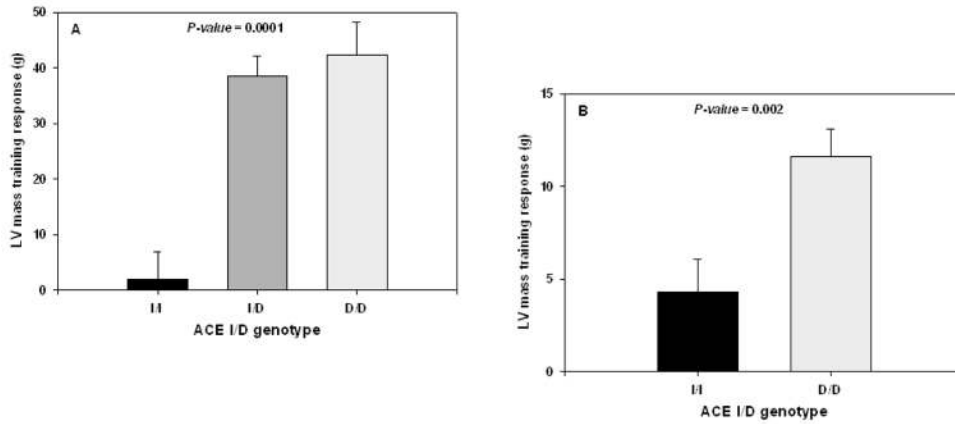 A
P-value = 0.0001
LV mass training response (g)
50
40
30
20
10
0
I/I I/D D/D
ACE I/D genotype
B
P-value = 0.002
LV mass training response (g)
15
10
5
0
I/I D/D
ACE I/D genotype